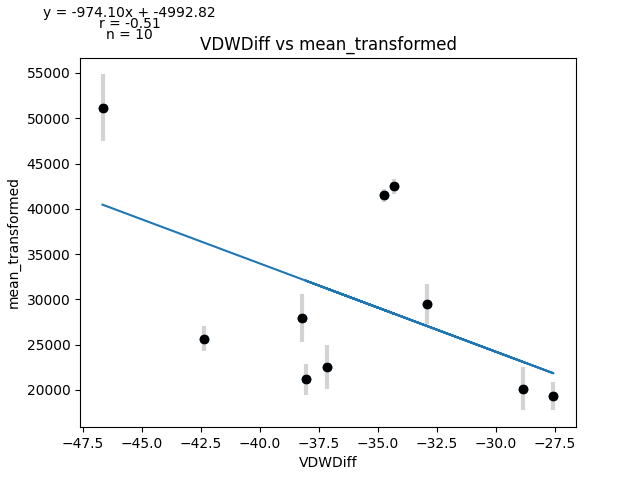 y = -974.10x + -4992.82
r = -0.51
n = 10
VDWDiff vs mean_transformed
55000
50000
45000
40000
35000
30000
25000
20000
mean_transformed
−47.5 −45.0 −42.5 −40.0 −37.5 −35.0 −32.5 −30.0 −27.5
VDWDiff